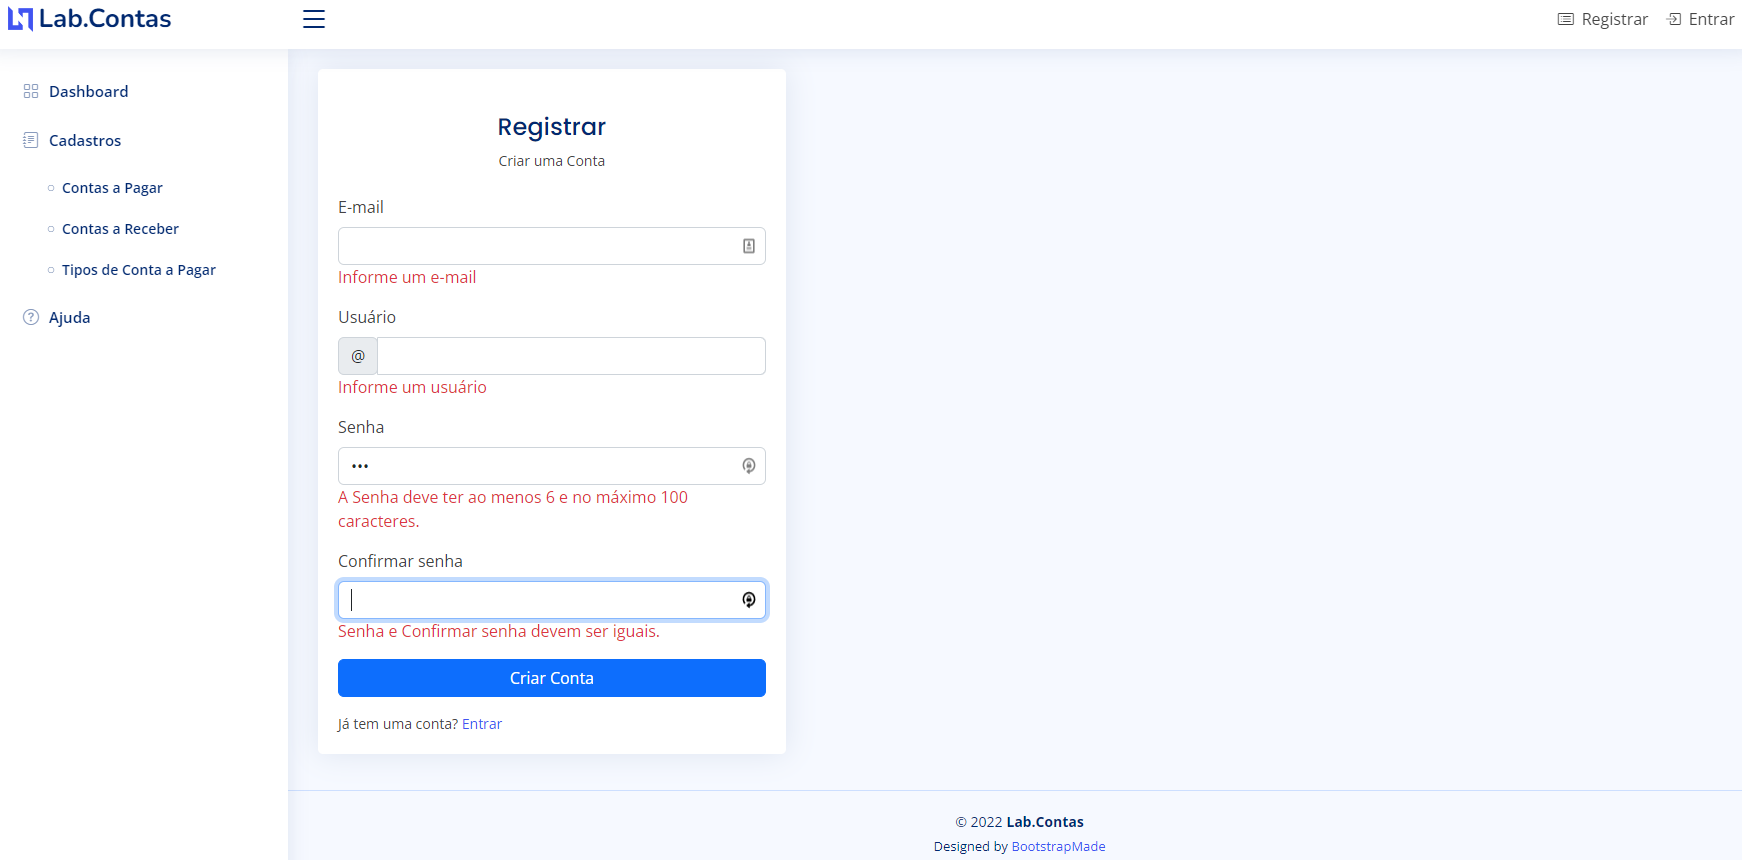 Lab.Contas
Registrar
Entrar
Dashboard
Cadastros
Contas a Pagar
Contas a Receber
Tipos de Conta a Pagar
Ajuda
Registrar
Criar uma Conta
E-mail
Informe um e-mail
Usuário
@
Informe um usuário
Senha
•••
A Senha deve ter ao menos 6 e no máximo 100
caracteres.
Confirmar senha
Senha e Confirmar senha devem ser iguais.
Criar Conta
Já tem uma conta? Entrar
© 2022 Lab.Contas
Designed by BootstrapMade